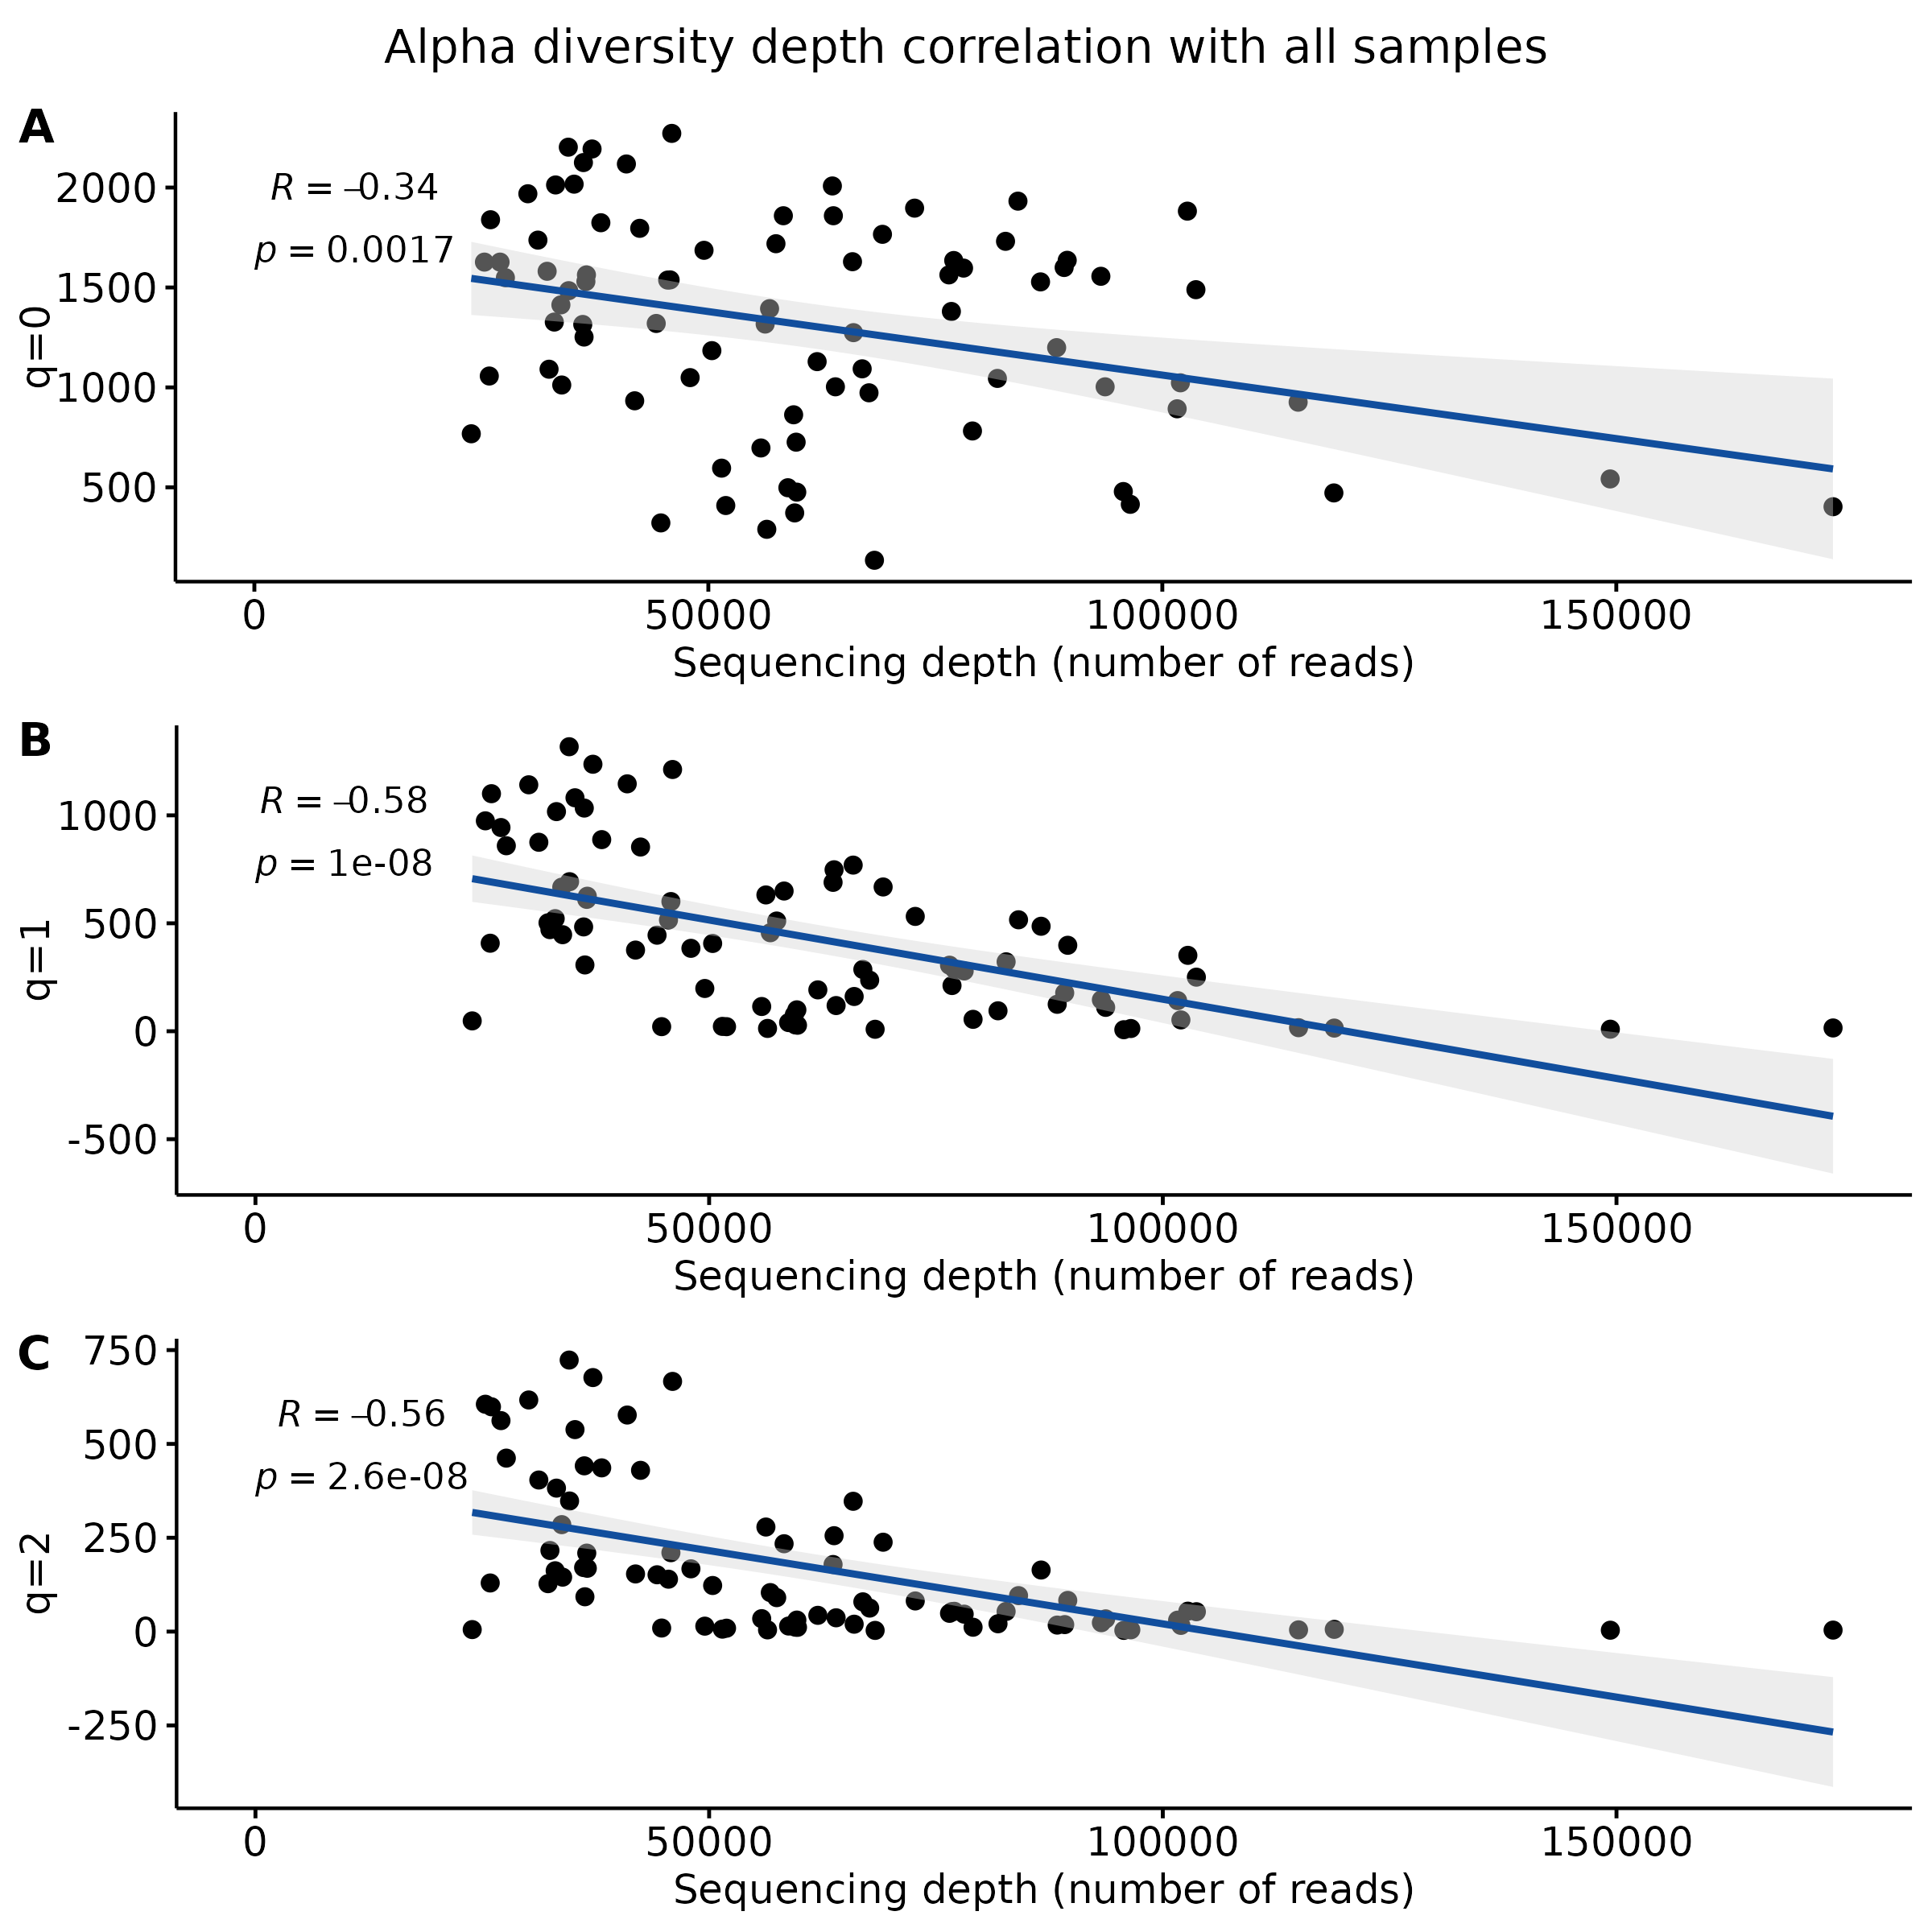 Alpha diversity depth correlation with all samples
A
q=0
2000
1500
1000
500
R = –0.34
p = 0.0017
0 50000 100000 150000
Sequencing depth (number of reads)
B
q=1
1000
500
0
-500
R = –0.58
p = 1e-08
0 50000 100000 150000
Sequencing depth (number of reads)
C
q=2
750
500
250
0
-250
R = –0.56
p = 2.6e-08
0 50000 100000 150000
Sequencing depth (number of reads)